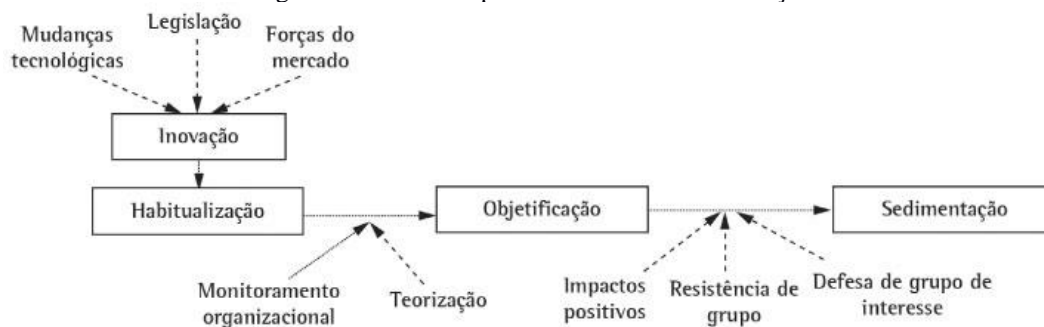 Legislação
Mudanças
tecnológicas
Forças do
mercado
Inovação
Habitualização
Objetificação
Sedimentação
Monitoramento
organizacional
Teorização
Impactos
positivos
Resistência de
grupo
Defesa de grupo de
interesse